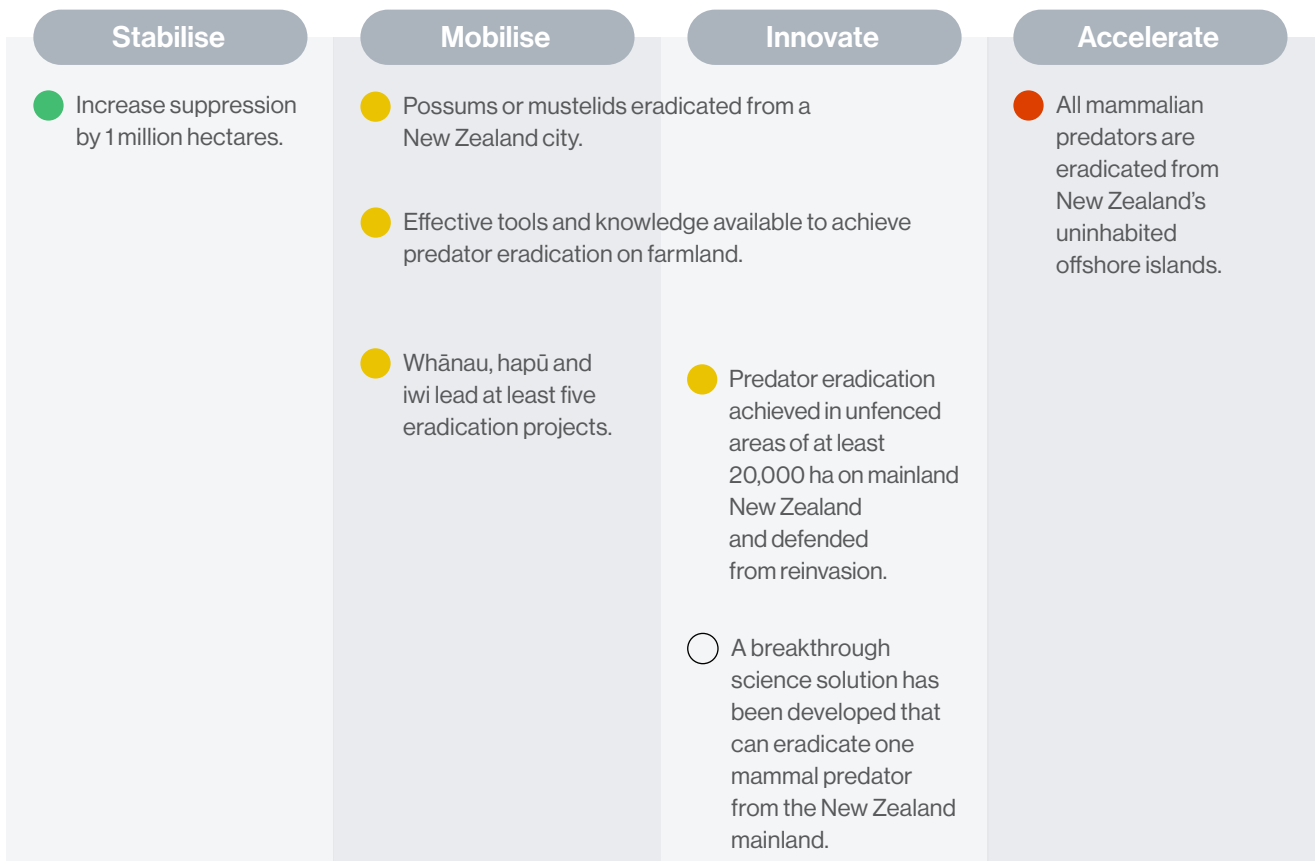 Stabilise
Mobilise
Innovate
Accelerate
Increase suppression
by 1 million hectares.
Possums or mustelids eradicated from a
New Zealand city.
Effective tools and knowledge available to achieve
predator eradication on farmland.
Whānau, hapū and
iwi lead at least five
eradication projects.
Predator eradication
achieved in unfenced
areas of at least
20,000 ha on mainland
New Zealand
and defended
from reinvasion.
A breakthrough
science solution has
been developed that
can eradicate one
mammal predator
from the New Zealand
mainland.
All mammalian
predators are
eradicated from
New Zealand’s
uninhabited
offshore islands.